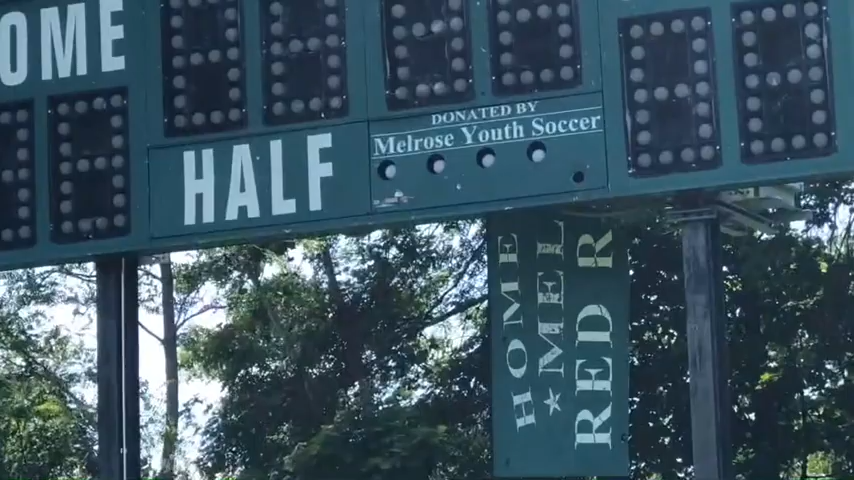 OME
DONATED BY
Melrose Youth Soccer
HALF
HOME
★MEL
RED R